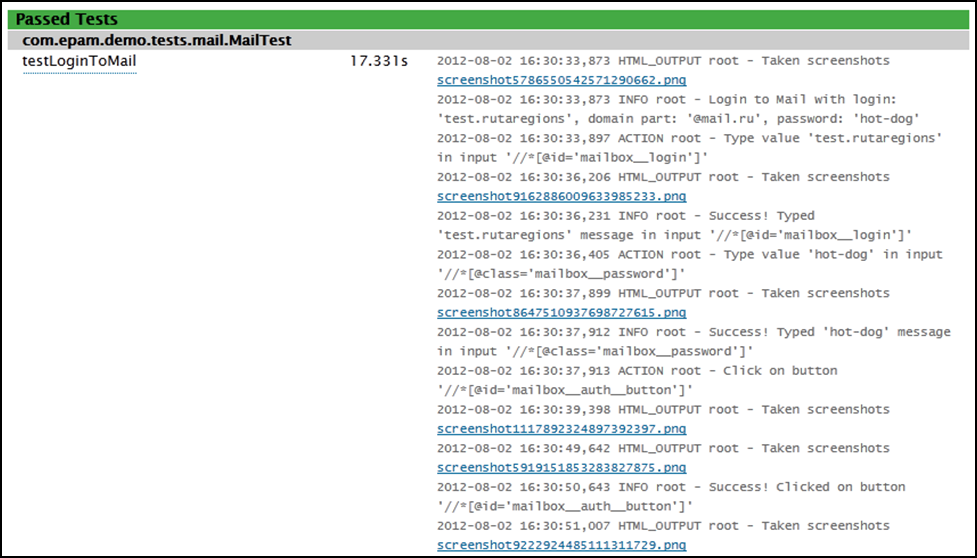 Passed Tests
com.epam.demo.tests.mail.MailTest
testLoginToMail 17.331s 2012-08-02 16:30:33,873 HTML_OUTPUT root - Taken screenshots
screenshot5786550542571290662.png
2012-08-02 16:30:33,873 INFO root - Login to Mail with login:
'test.rutaregions', domain part: '@mail.ru', password: 'hot-dog'
2012-08-02 16:30:33,897 ACTION root - Type value 'test.rutaregions'
in input '//*[@id='mailbox__login']'
2012-08-02 16:30:36,206 HTML_OUTPUT root - Taken screenshots
screenshot9162886009633985233.png
2012-08-02 16:30:36,231 INFO root - Success! Typed
'test.rutaregions' message in input '//*[@id='mailbox__login']'
2012-08-02 16:30:36,405 ACTION root - Type value 'hot-dog' in input
'//*[@class='mailbox__password']'
2012-08-02 16:30:37,899 HTML_OUTPUT root - Taken screenshots
screenshot8647510937698727615.png
2012-08-02 16:30:37,912 INFO root - Success! Typed 'hot-dog' message
in input '//*[@class='mailbox__password']'
2012-08-02 16:30:37,913 ACTION root - Click on button
'//*[@id='mailbox__auth__button']'
2012-08-02 16:30:39,398 HTML_OUTPUT root - Taken screenshots
screenshot1117892324897392397.png
2012-08-02 16:30:49,642 HTML_OUTPUT root - Taken screenshots
screenshot5919151853283827875.png
2012-08-02 16:30:50,643 INFO root - Success! Clicked on button
'//*[@id='mailbox__auth__button']'
2012-08-02 16:30:51,007 HTML_OUTPUT root - Taken screenshots
screenshot9222924485111311729.png